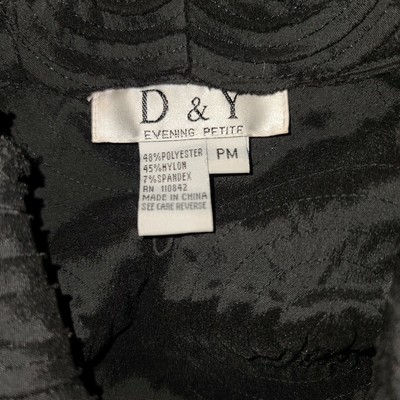 D & Y
EVENING PETITE
PM
48% POLYESTER
45% NYLON
7% SPANDEX
RN 110842
MADE IN CHINA
SEE CARE REVERSE